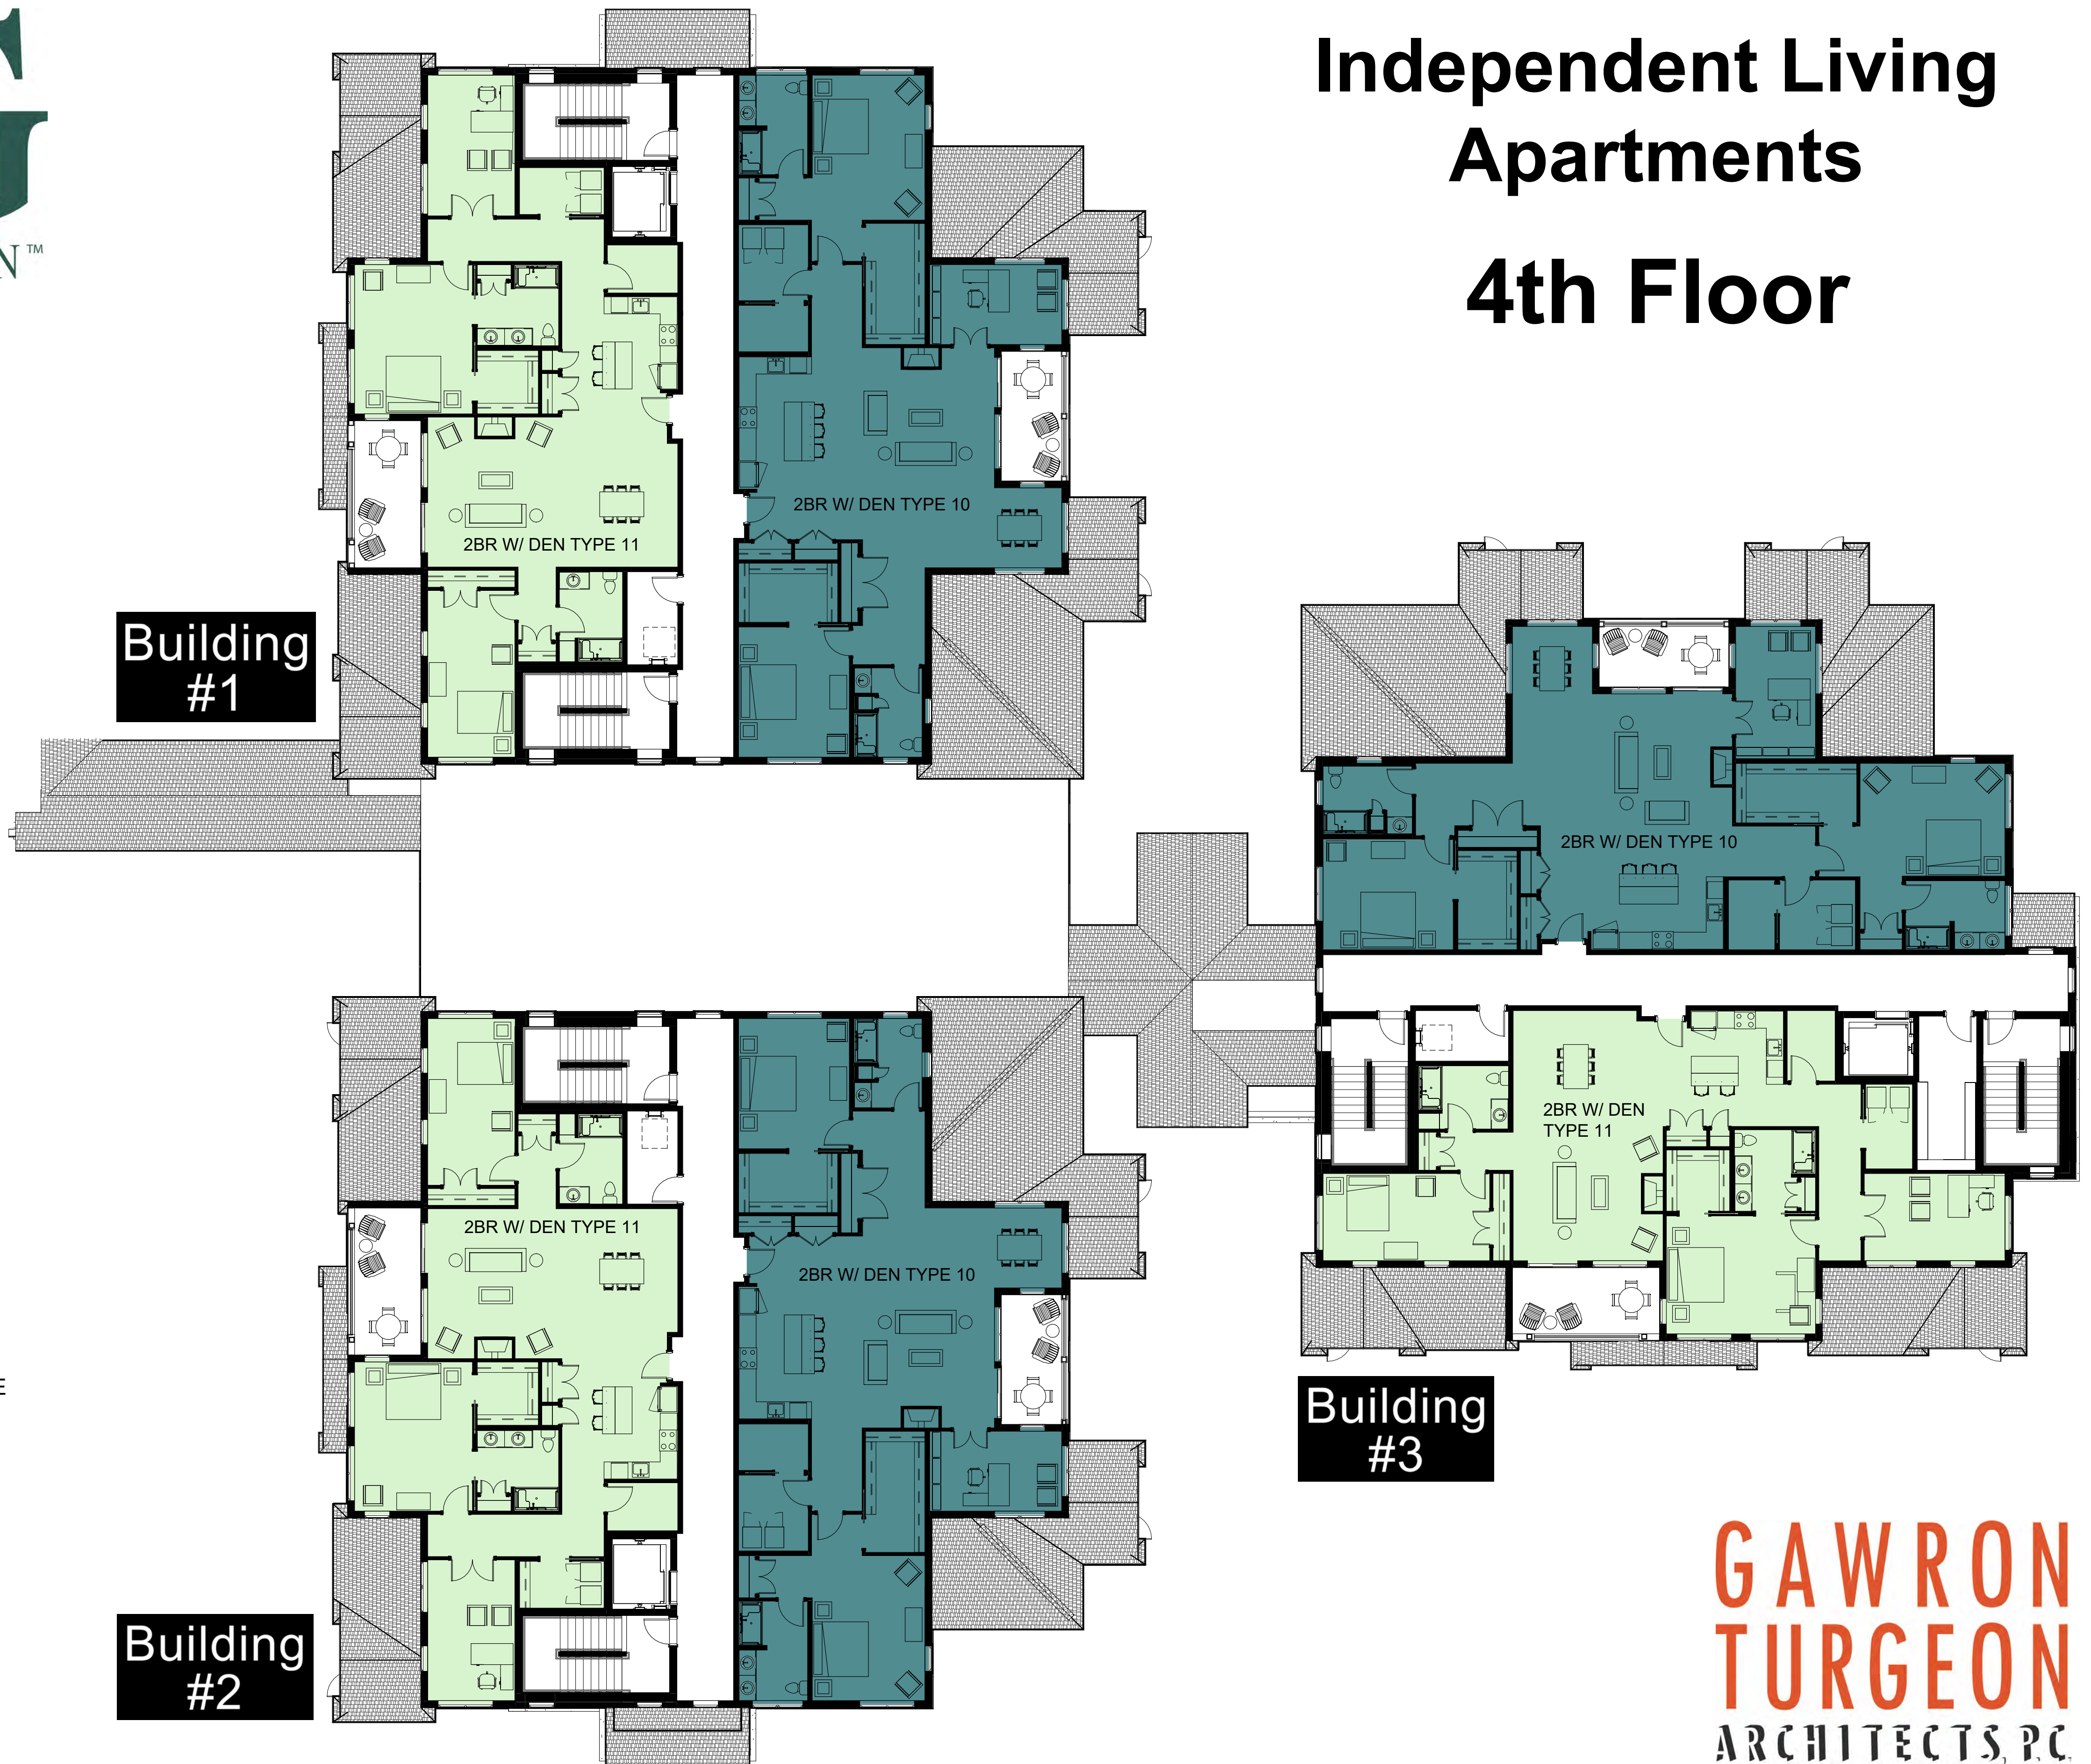 Independent Living
Apartments
4th Floor
N™
2BR W/ DEN TYPE 10
2BR W/ DEN TYPE 11
Building
#1
2BR W/ DEN TYPE 10
2BR W/ DEN
TYPE 11
2BR W/ DEN TYPE 11
2BR W/ DEN TYPE 10
Building
#3
Building
#2
GAWRON
TURGEON
ARCHITECTS, P.C.